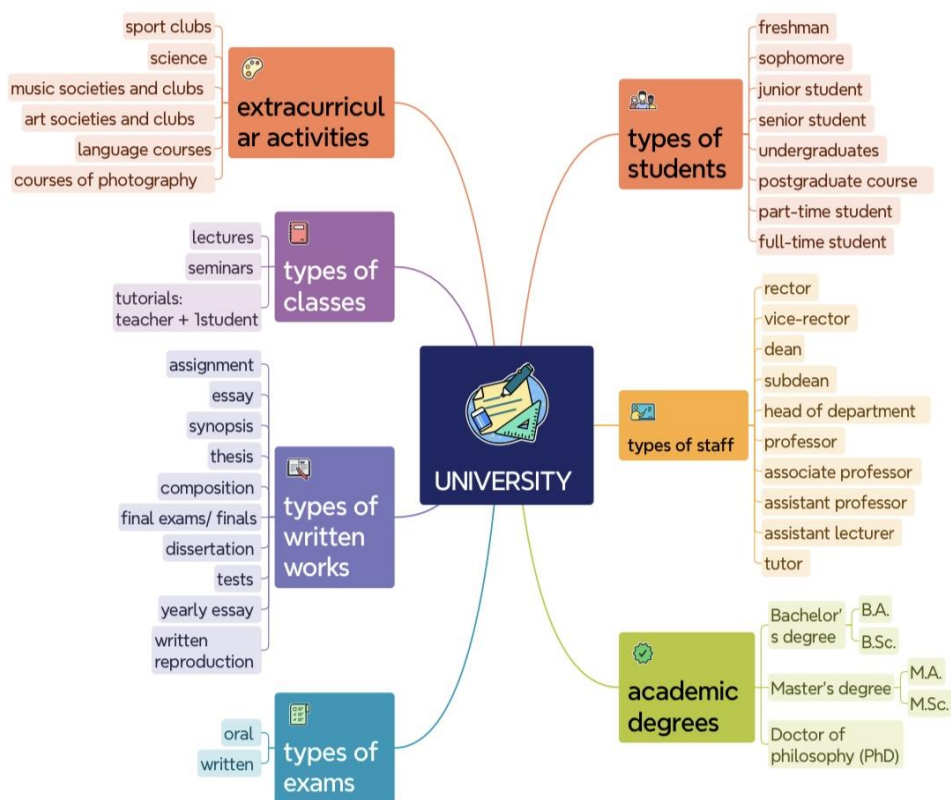 UNIVERSITY
extracurricul
ar activities
sport clubs
science
music societies and clubs
art societies and clubs
language courses
courses of photography
types of
classes
lectures
seminars
tutorials:
teacher + 1student
types of
written
works
assignment
essay
synopsis
thesis
composition
final exams/ finals
dissertation
tests
yearly essay
written
reproduction
types of
exams
oral
written
types of
students
freshman
sophomore
junior student
senior student
undergraduates
postgraduate course
part-time student
full-time student
types of staff
rector
vice-rector
dean
subdean
head of department
professor
associate professor
assistant professor
assistant lecturer
tutor
academic
degrees
Bachelor's
s degree
B.A.
B.Sc.
Master's degree
M.A.
M.Sc.
Doctor of
philosophy (PhD)